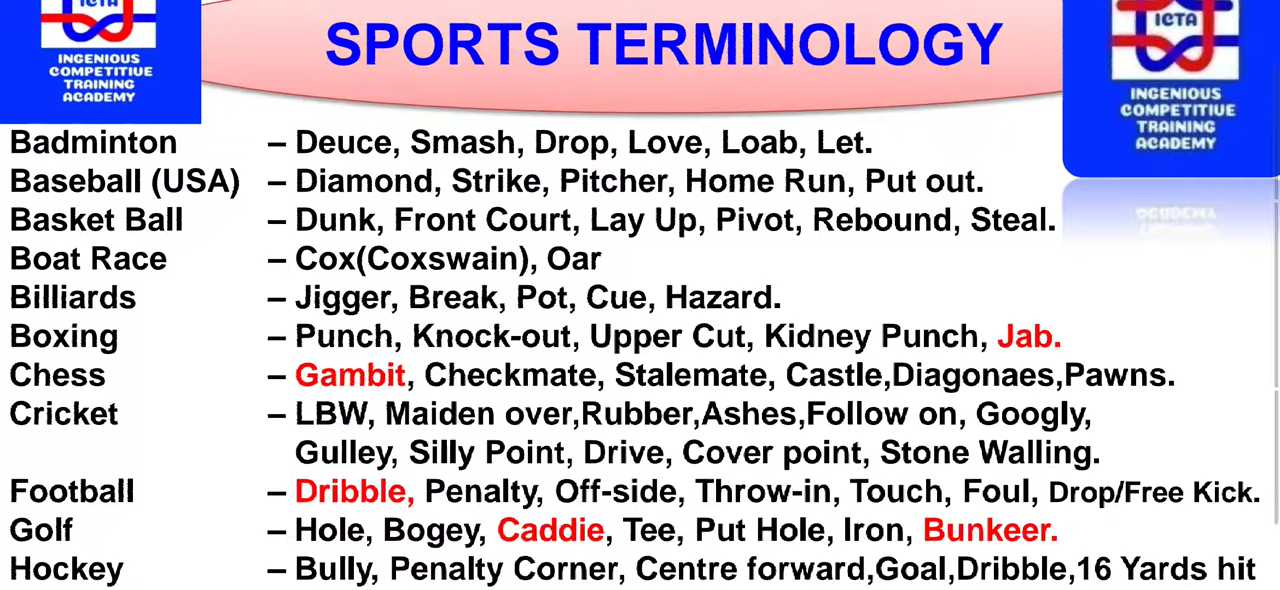 ICTA
INGENIOUS
COMPETITIVE
TRAINING
ACADEMY
SPORTS TERMINOLOGY
ICTA
INGENIOUS
COMPETITIVE
TRAINING
ACADEMY
Badminton – Deuce, Smash, Drop, Love, Loab, Let.
Baseball (USA) – Diamond, Strike, Pitcher, Home Run, Put out.
Basket Ball – Dunk, Front Court, Lay Up, Pivot, Rebound, Steal.
Boat Race – Cox(Coxswain), Oar
Billiards – Jigger, Break, Pot, Cue, Hazard.
Boxing – Punch, Knock-out, Upper Cut, Kidney Punch, Jab.
Chess – Gambit, Checkmate, Stalemate, Castle,Diagonaes,Pawns.
Cricket – LBW, Maiden over,Rubber,Ashes,Follow on, Googly,
Gulley, Silly Point, Drive, Cover point, Stone Walling.
Football – Dribble, Penalty, Off-side, Throw-in, Touch, Foul, Drop/Free Kick.
Golf – Hole, Bogey, Caddie, Tee, Put Hole, Iron, Bunkeer.
Hockey – Bully, Penalty Corner, Centre forward,Goal,Dribble,16 Yards hit